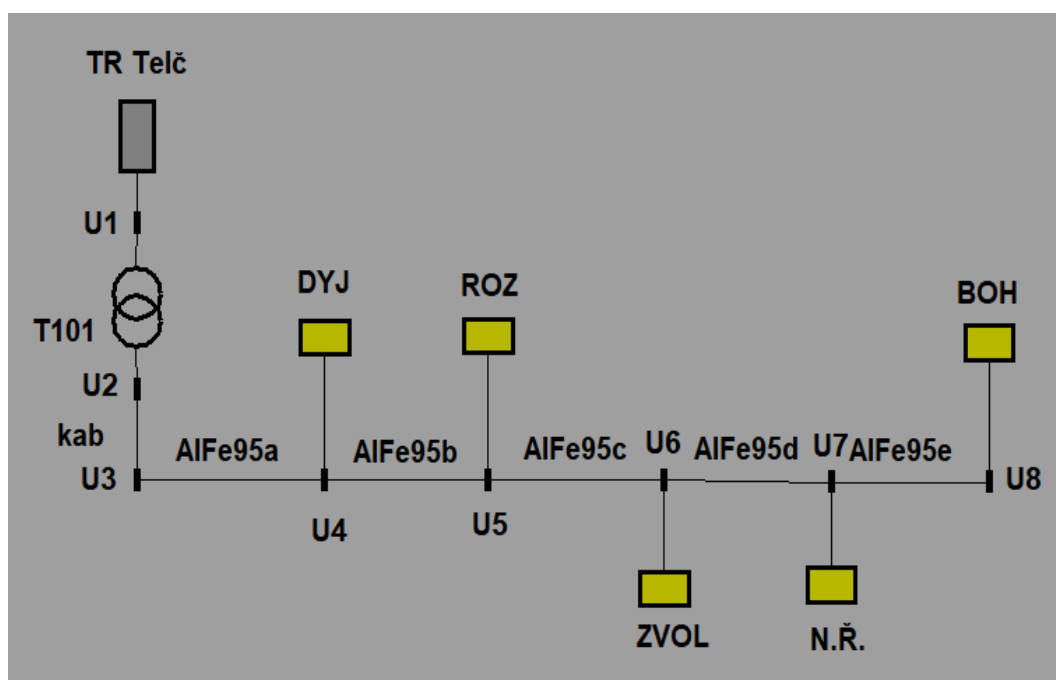 TR Telč
U1
DYJ
ROZ
BOH
T101
U2
kab
AlFe95a
AlFe95b
AlFe95c
U6
AlFe95d
U7
AlFe95e
U3
U8
U4
U5
ZVOL
N.Ř.